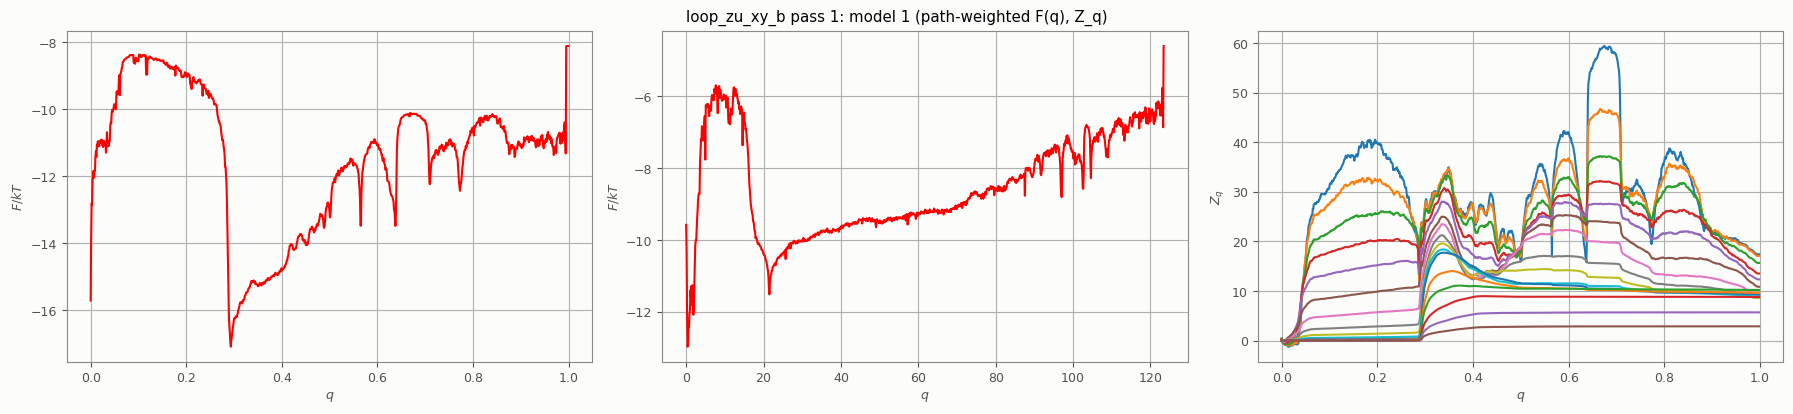 loop_zu_xy_b pass 1: model 1 (path-weighted F(q), Z_q)
F/kT
−8
−10
−12
−14
−16
0.0 0.2 0.4 0.6 0.8 1.0
q
F/kT
−6
−8
−10
−12
0 20 40 60 80 100 120
q
Z_q
60
50
40
30
20
10
0
0.0 0.2 0.4 0.6 0.8 1.0
q